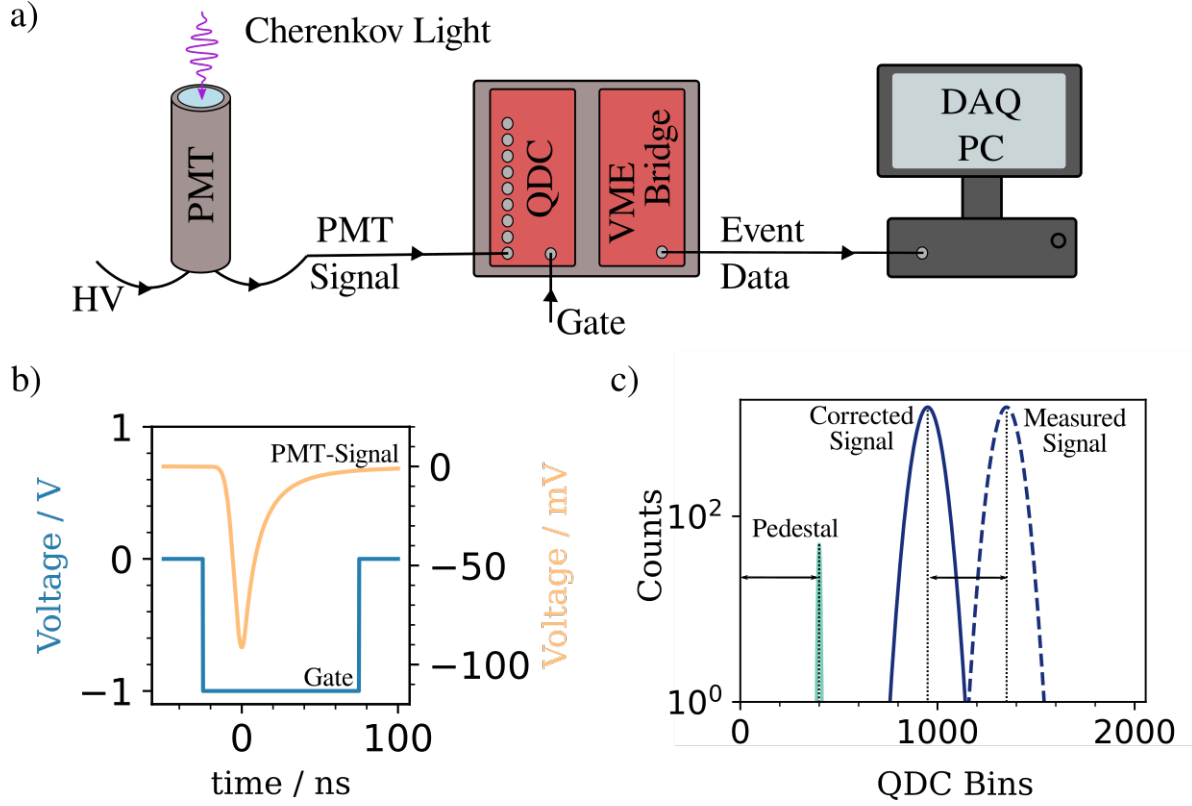 a)
Cherenkov Light
PMT
HV
PMT
Signal
QDC
VME
Bridge
Gate
Event
Data
DAQ
PC
b)
Voltage / V
1
0
−1
PMT-Signal
Gate
0
−50
−100
Voltage / mV
0
100
time / ns
c)
Counts
10²
10⁰
Pedestal
Corrected
Signal
Measured
Signal
0
1000
2000
QDC Bins